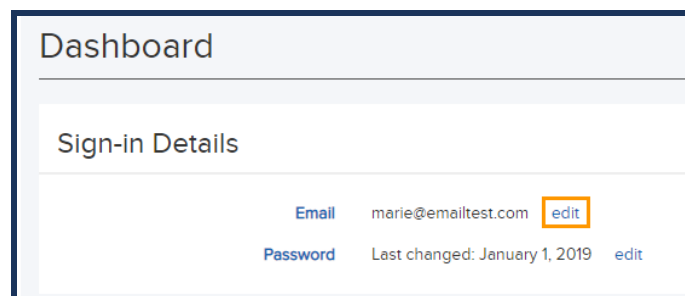 Dashboard
Sign-in Details
Email marie@emailtest.com edit
Password Last changed: January 1, 2019 edit